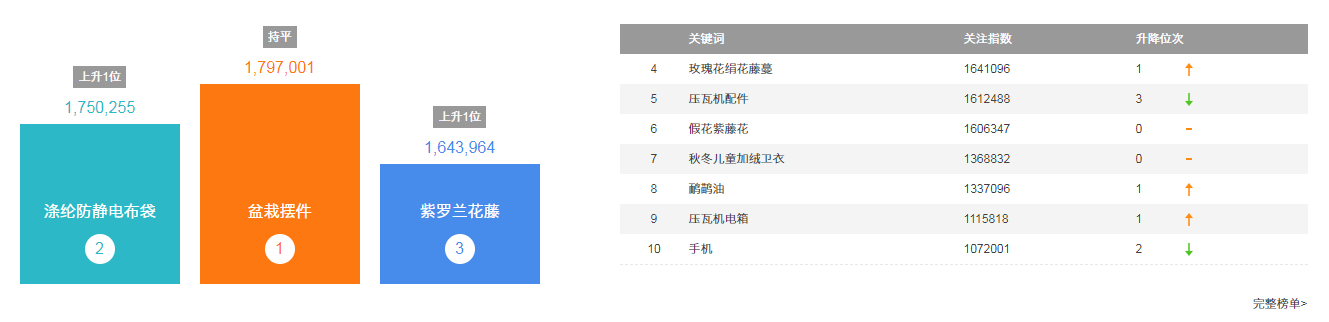 持平
1,797,001
上升1位
1,750,255
上升1位
1,643,964
涤纶防静电布袋
2
盆栽摆件
1
紫罗兰花藤
3
关键词 关注指数 升降位次
4 玫瑰花绢花藤蔓 1641096 1 ↑
5 压瓦机配件 1612488 3 ↓
6 假花紫藤花 1606347 0 -
7 秋冬儿童加绒卫衣 1368832 0 -
8 鸸鹋油 1337096 1 ↑
9 压瓦机电箱 1115818 1 ↑
10 手机 1072001 2 ↓
完整榜单>